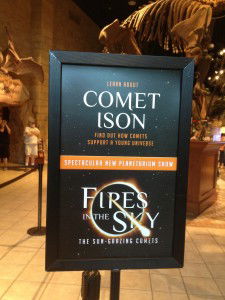 LEARN ABOUT
COMET
ISON
FIND OUT HOW COMETS
SUPPORT A YOUNG UNIVERSE
SPECTACULAR NEW PLANETARIUM SHOW
FIRES
IN THE SKY
THE SUN-GRAZING COMETS